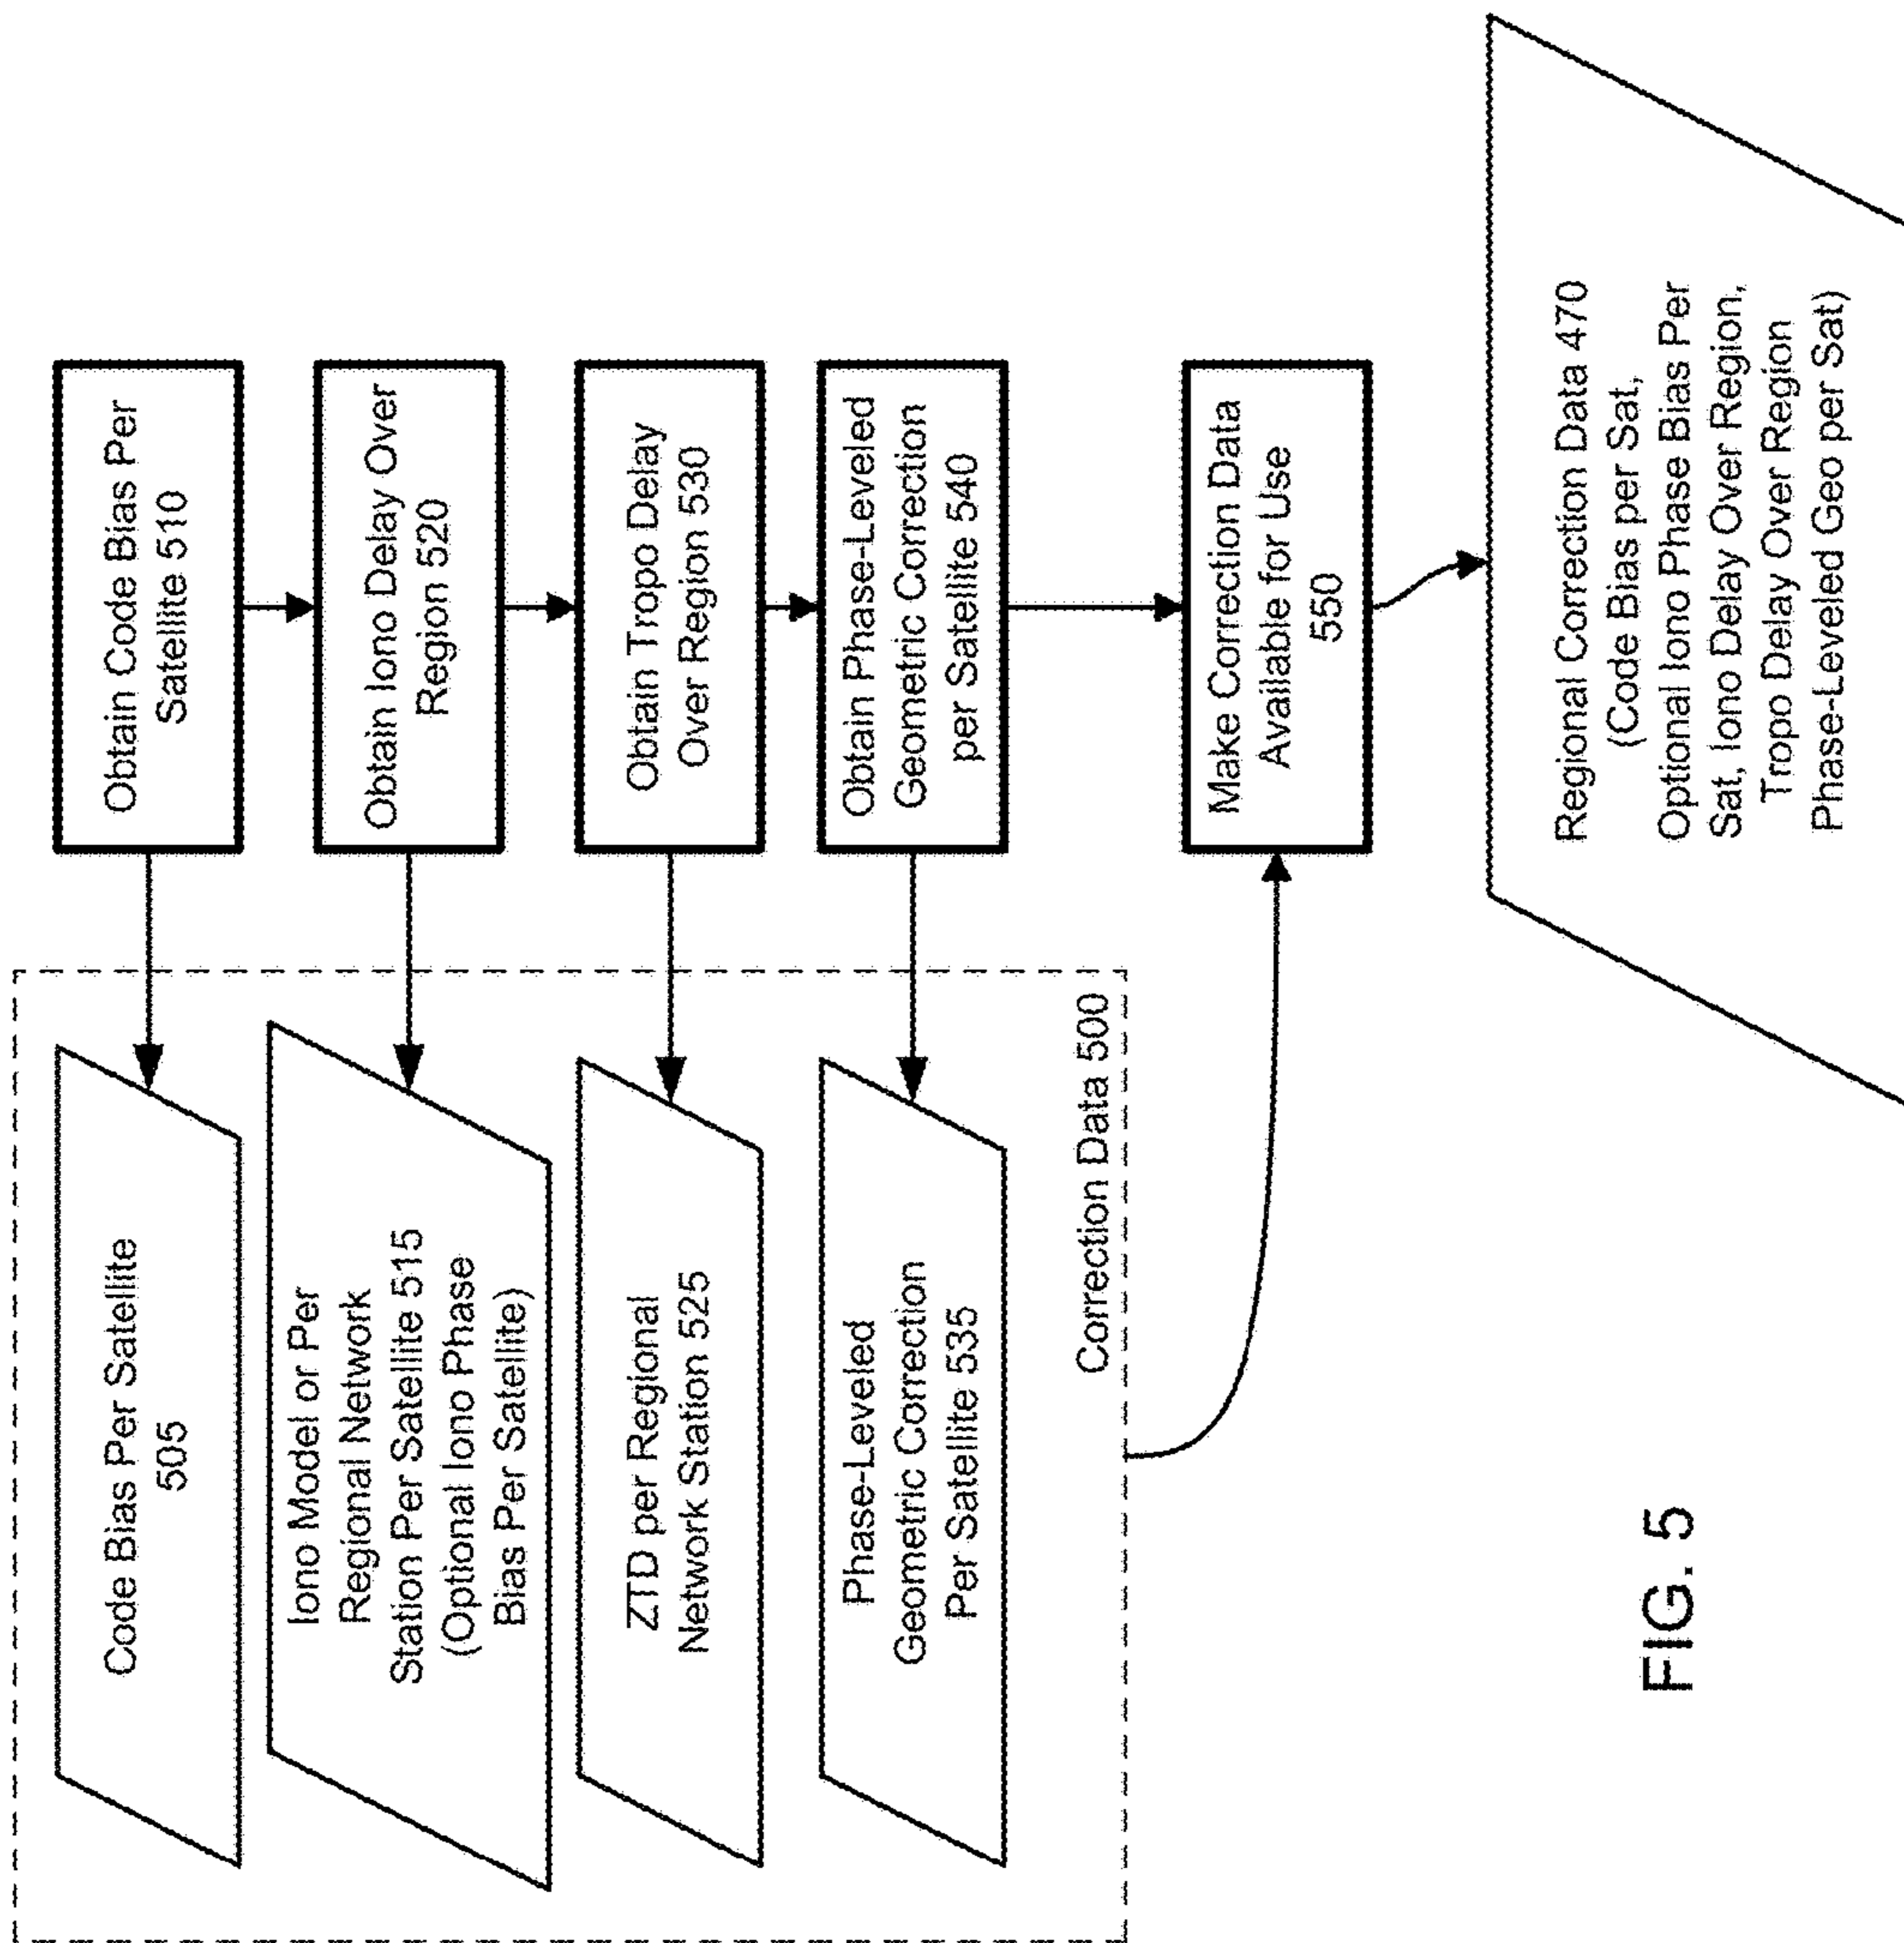 Obtain Code Bias Per
Satellite 510
Obtain Iono Delay Over
Region 520
Obtain Tropo Delay
Over Region 530
Obtain Phase-Leveled
Geometric Correction
per Satellite 540
Make Correction Data
Available for Use
550
Regional Correction Data 470
(Code Bias per Sat,
Optional Iono Phase Bias Per
Sat, Iono Delay Over Region,
Tropo Delay Over Region
Phase-Leveled Geo per Sat)
Code Bias Per Satellite
505
Iono Model or Per
Regional Network
Station Per Satellite 515
(Optional Iono Phase
Bias Per Satellite)
ZTD per Regional
Network Station 525
Phase-Leveled
Geometric Correction
Per Satellite 535
Correction Data 500
FIG. 5